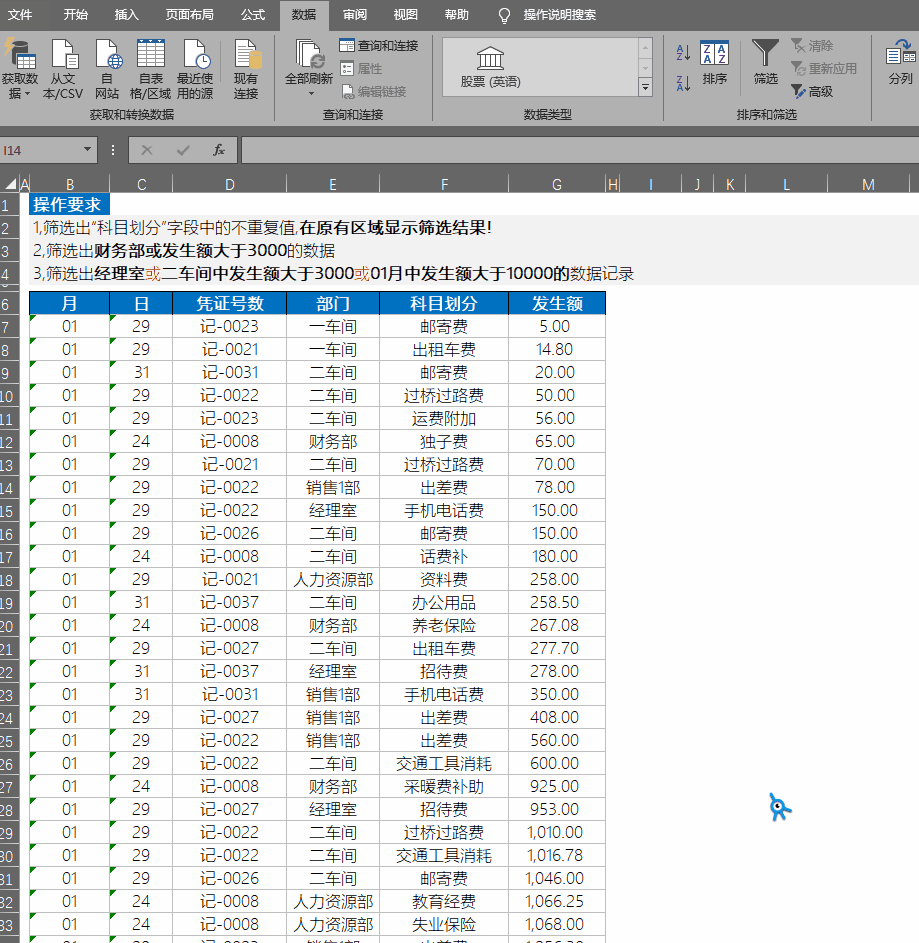 文件 开始 插入 页面布局 公式 数据 审阅 视图 帮助 操作说明搜索
获取数据 从文本/CSV 自网站 自表格/区域 最近使用的源 现有连接
获取和转换数据
全部刷新 查询和连接 属性 编辑链接
查询和连接
股票 (英语)
数据类型
排序 筛选 清除 重新应用 高级
排序和筛选
分列
I14 fx
A B C D E F G H I J K L M
1 操作要求
2 1,筛选出“科目划分”字段中的不重复值,在原有区域显示筛选结果!
3 2,筛选出财务部或发生额大于3000的数据
4 3,筛选出经理室或二车间中发生额大于3000或01月中发生额大于10000的数据记录
6 月 日 凭证号数 部门 科目划分 发生额
7 01 29 记-0023 一车间 邮寄费 5.00
8 01 29 记-0021 一车间 出租车费 14.80
9 01 31 记-0031 二车间 邮寄费 20.00
10 01 29 记-0022 二车间 过桥过路费 50.00
11 01 29 记-0023 二车间 运费附加 56.00
12 01 24 记-0008 财务部 独子费 65.00
13 01 29 记-0021 二车间 过桥过路费 70.00
14 01 29 记-0022 销售1部 出差费 78.00
15 01 29 记-0022 经理室 手机电话费 150.00
16 01 29 记-0026 二车间 邮寄费 150.00
17 01 24 记-0008 二车间 话费补 180.00
18 01 29 记-0021 人力资源部 资料费 258.00
19 01 31 记-0037 二车间 办公用品 258.50
20 01 24 记-0008 财务部 养老保险 267.08
21 01 29 记-0027 二车间 出租车费 277.70
22 01 31 记-0037 经理室 招待费 278.00
23 01 31 记-0031 销售1部 手机电话费 350.00
24 01 29 记-0027 销售1部 出差费 408.00
25 01 29 记-0022 销售1部 出差费 560.00
26 01 29 记-0022 二车间 交通工具消耗 600.00
27 01 24 记-0008 财务部 采暖费补助 925.00
28 01 29 记-0027 经理室 招待费 953.00
29 01 29 记-0022 二车间 过桥过路费 1,010.00
30 01 29 记-0022 二车间 交通工具消耗 1,016.78
31 01 29 记-0026 二车间 邮寄费 1,046.00
32 01 24 记-0008 人力资源部 教育经费 1,066.25
33 01 24 记-0008 人力资源部 失业保险 1,068.00